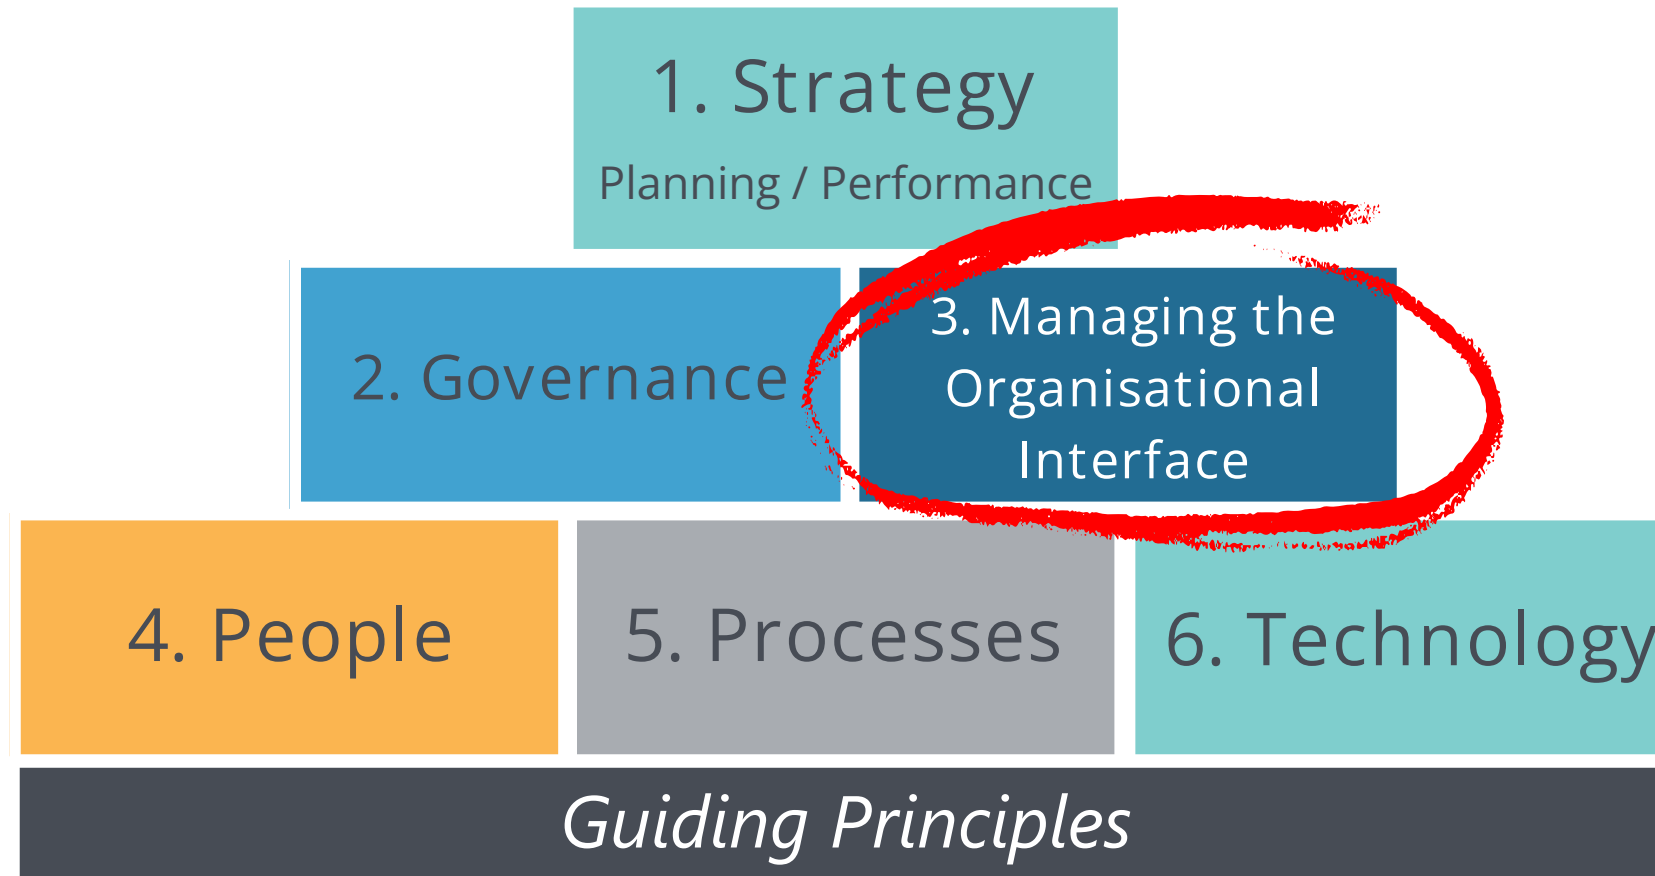 1. Strategy
Planning / Performance
2. Governance
3. Managing the
Organisational
Interface
4. People
5. Processes
6. Technology
Guiding Principles